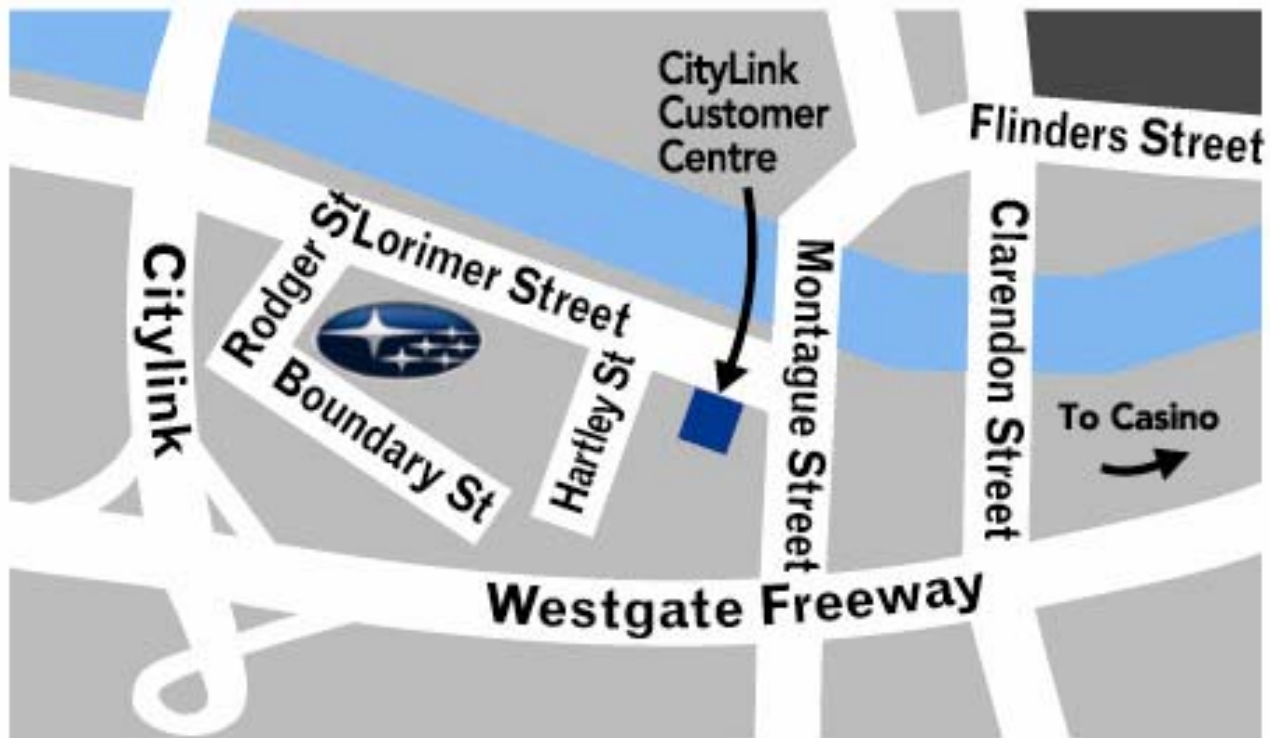 CityLink
Customer
Centre
Flinders Street
Rodger St
Lorimer Street
Citylink
Boundary St
Hartley St
Montague Street
Clarendon Street
To Casino
Westgate Freeway